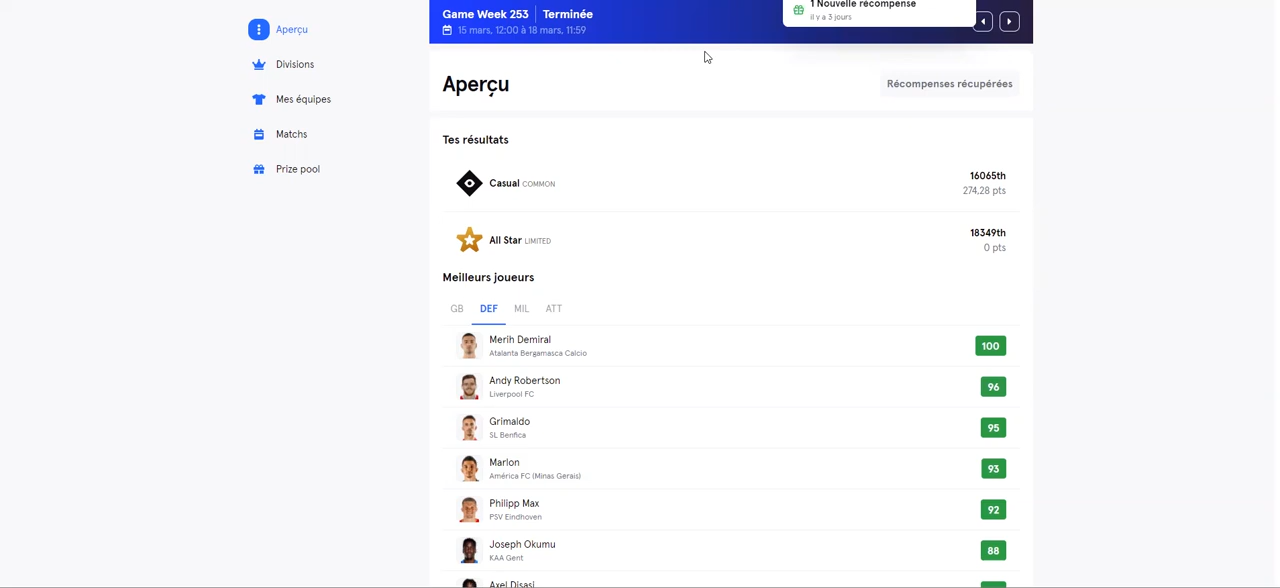 Game Week 253 | Terminée
15 mars, 12:00 à 18 mars, 11:59
1 Nouvelle récompense
il y a 3 jours
Aperçu
Divisions
Mes équipes
Matchs
Prize pool
Aperçu
Récompenses récupérées
Tes résultats
Casual COMMON
16065th
274,28 pts
All Star LIMITED
18349th
0 pts
Meilleurs joueurs
GB DEF MIL ATT
Merih Demiral
Atalanta Bergamasca Calcio
100
Andy Robertson
Liverpool FC
96
Grimaldo
SL Benfica
95
Marlon
América FC (Minas Gerais)
93
Philipp Max
PSV Eindhoven
92
Joseph Okumu
KAA Gent
88
Axel Disasi